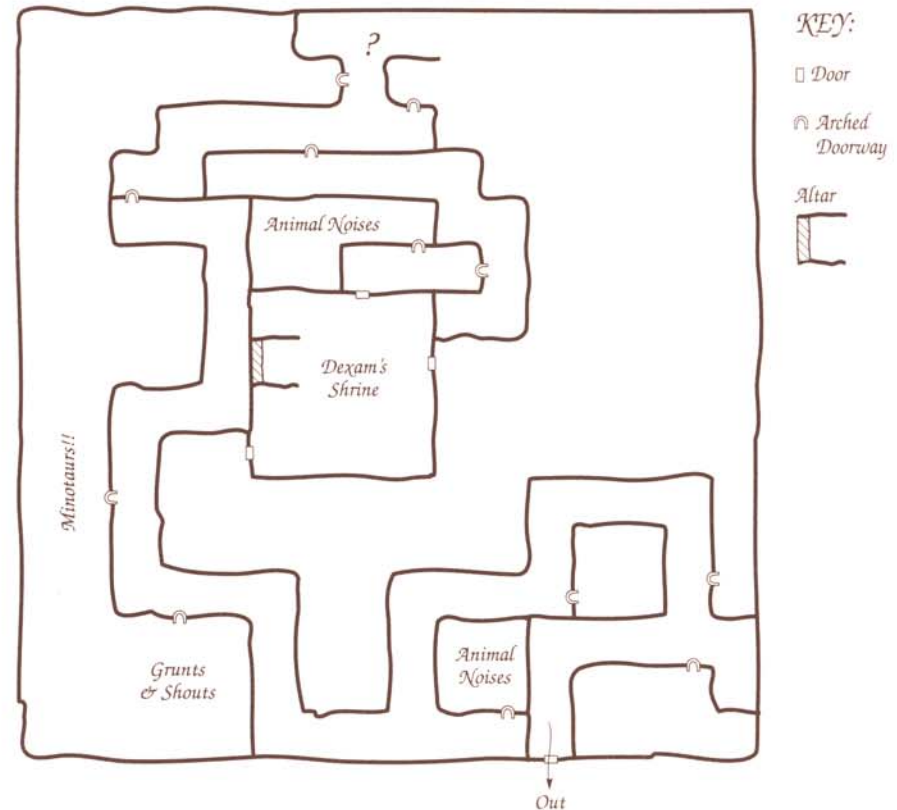 ?
KEY:
Door
Arched
Doorway
Altar
Animal Noises
Dexam's
Shrine
Minotaurs!!
Grunts
& Shouts
Animal
Noises
Out